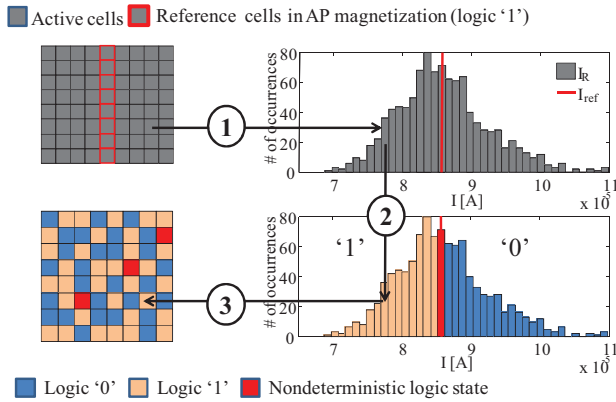 Active cells Reference cells in AP magnetization (logic ‘1’)
# of occurrences
80
60
40
20
0
I_R
I_ref
7 8 9 10 11
I [A]
x 10^5
1
2
3
# of occurrences
80
60
40
20
0
‘1’ ‘0’
7 8 9 10 11
I [A]
x 10^5
Logic ‘0’ Logic ‘1’ Nondeterministic logic state